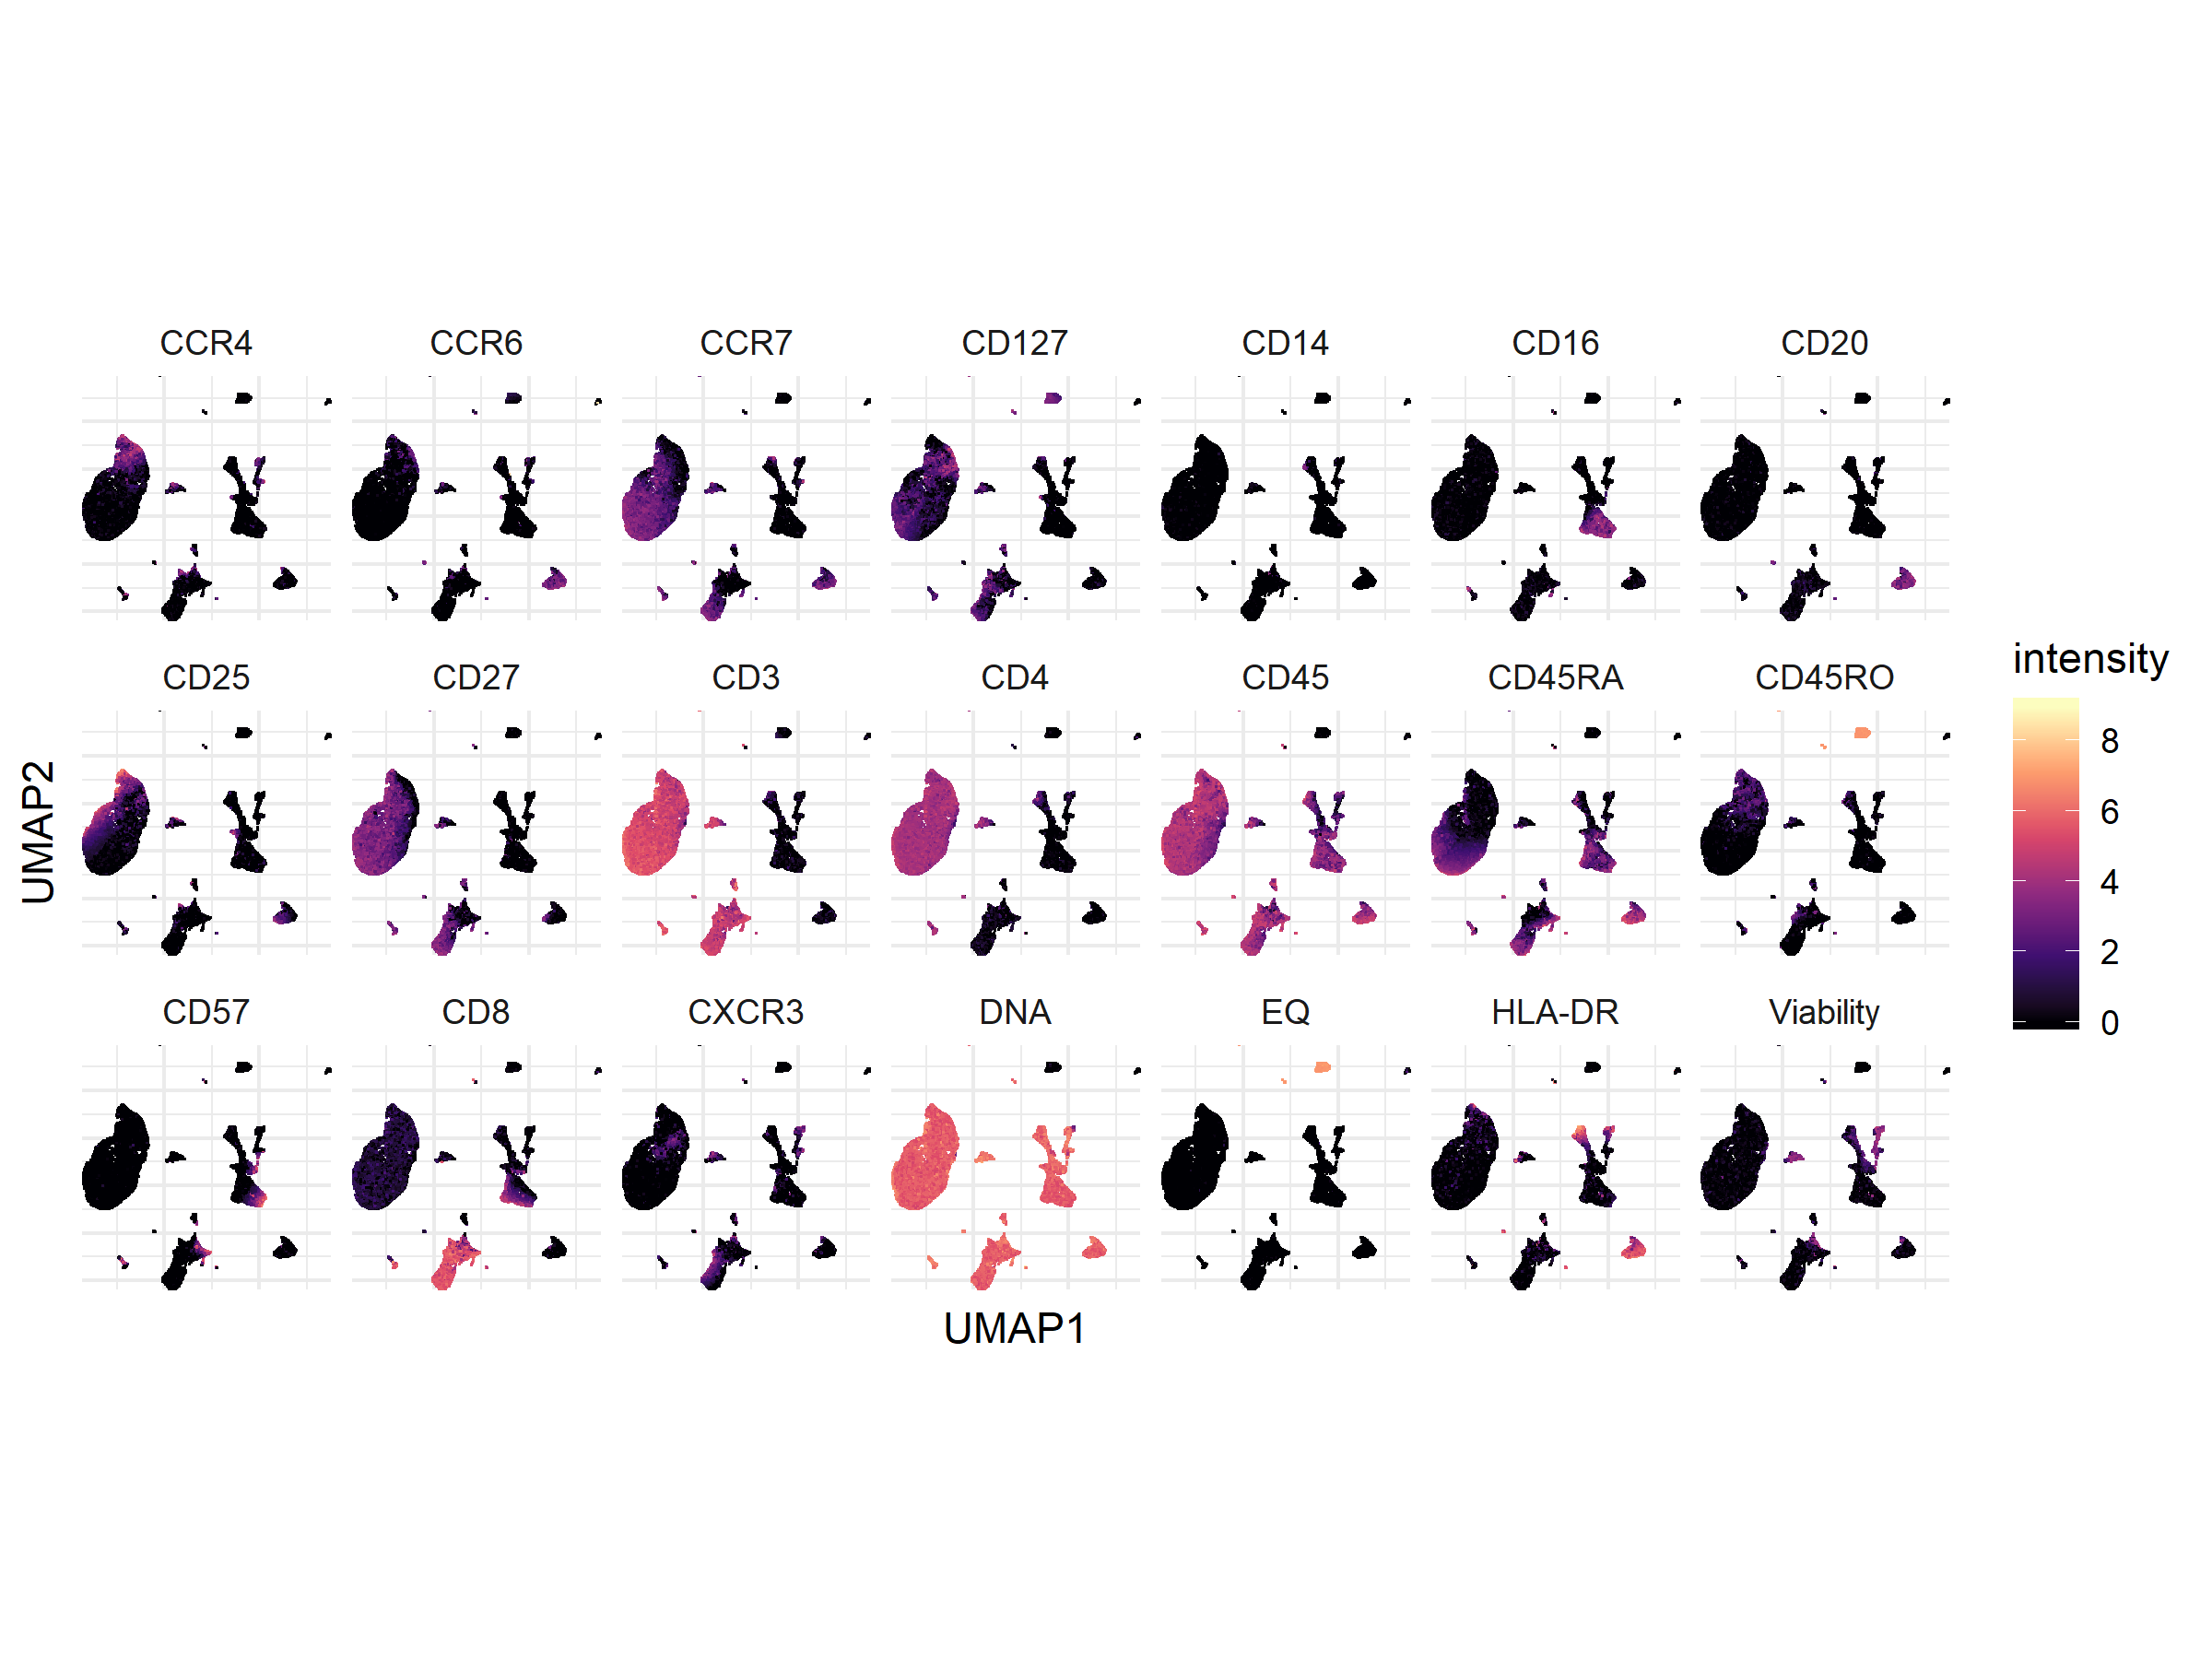 CCR4 CCR6 CCR7 CD127 CD14 CD16 CD20
CD25 CD27 CD3 CD4 CD45 CD45RA CD45RO
CD57 CD8 CXCR3 DNA EQ HLA-DR Viability
UMAP2
UMAP1
intensity
8
6
4
2
0